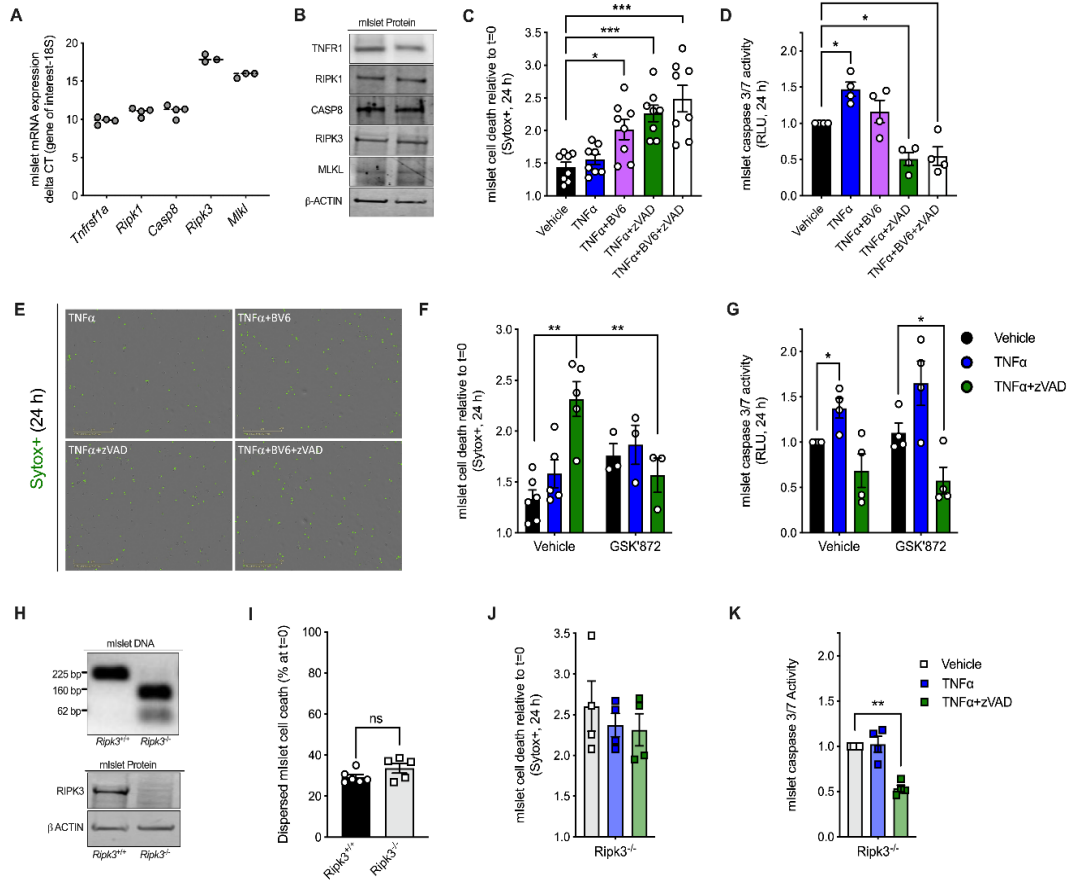 A
mIslet mRNA expression
delta CT (gene of interest-18S)
20
15
10
5
0
Tnfrsf1a
Ripk1
Casp8
Ripk3
Mlkl
B
mIslet Protein
TNFR1
RIPK1
CASP8
RIPK3
MLKL
β-ACTIN
C
mIslet cell death relative to t=0
(Sytox+, 24 h)
3.5
3.0
2.5
2.0
1.5
1.0
***
***
*
Vehicle
TNFα
TNFα+BV6
TNFα+zVAD
TNFα+BV6+zVAD
D
mIslet caspase 3/7 activity
(RLU, 24 h)
2.0
1.5
1.0
0.5
0.0
*
*
Vehicle
TNFα
TNFα+BV6
TNFα+zVAD
TNFα+BV6+zVAD
E
Sytox+ (24 h)
TNFα
TNFα+BV6
TNFα+zVAD
TNFα+BV6+zVAD
F
mIslet cell death relative to t=0
(Sytox+, 24 h)
3.0
2.5
2.0
1.5
1.0
**
**
Vehicle
GSK'872
G
mIslet caspase 3/7 activity
(RLU, 24 h)
2.0
1.5
1.0
0.5
0.0
*
*
Vehicle
GSK'872
Vehicle
TNFα
TNFα+zVAD
H
mIslet DNA
225 bp
160 bp
62 bp
Ripk3+/+
Ripk3-/-
mIslet Protein
RIPK3
β ACTIN
Ripk3+/+
Ripk3-/-
I
Dispersed mIslet cell ceath (% at t=0)
100
80
60
40
20
0
ns
Ripk3+/+
Ripk3-/-
J
mIslet cell death relative to t=0
(Sytox+, 24 h)
3.5
3.0
2.5
2.0
1.5
1.0
Ripk3-/-
K
mIslet caspase 3/7 Activity
2.0
1.5
1.0
0.5
0.0
**
Ripk3-/-
Vehicle
TNFα
TNFα+zVAD